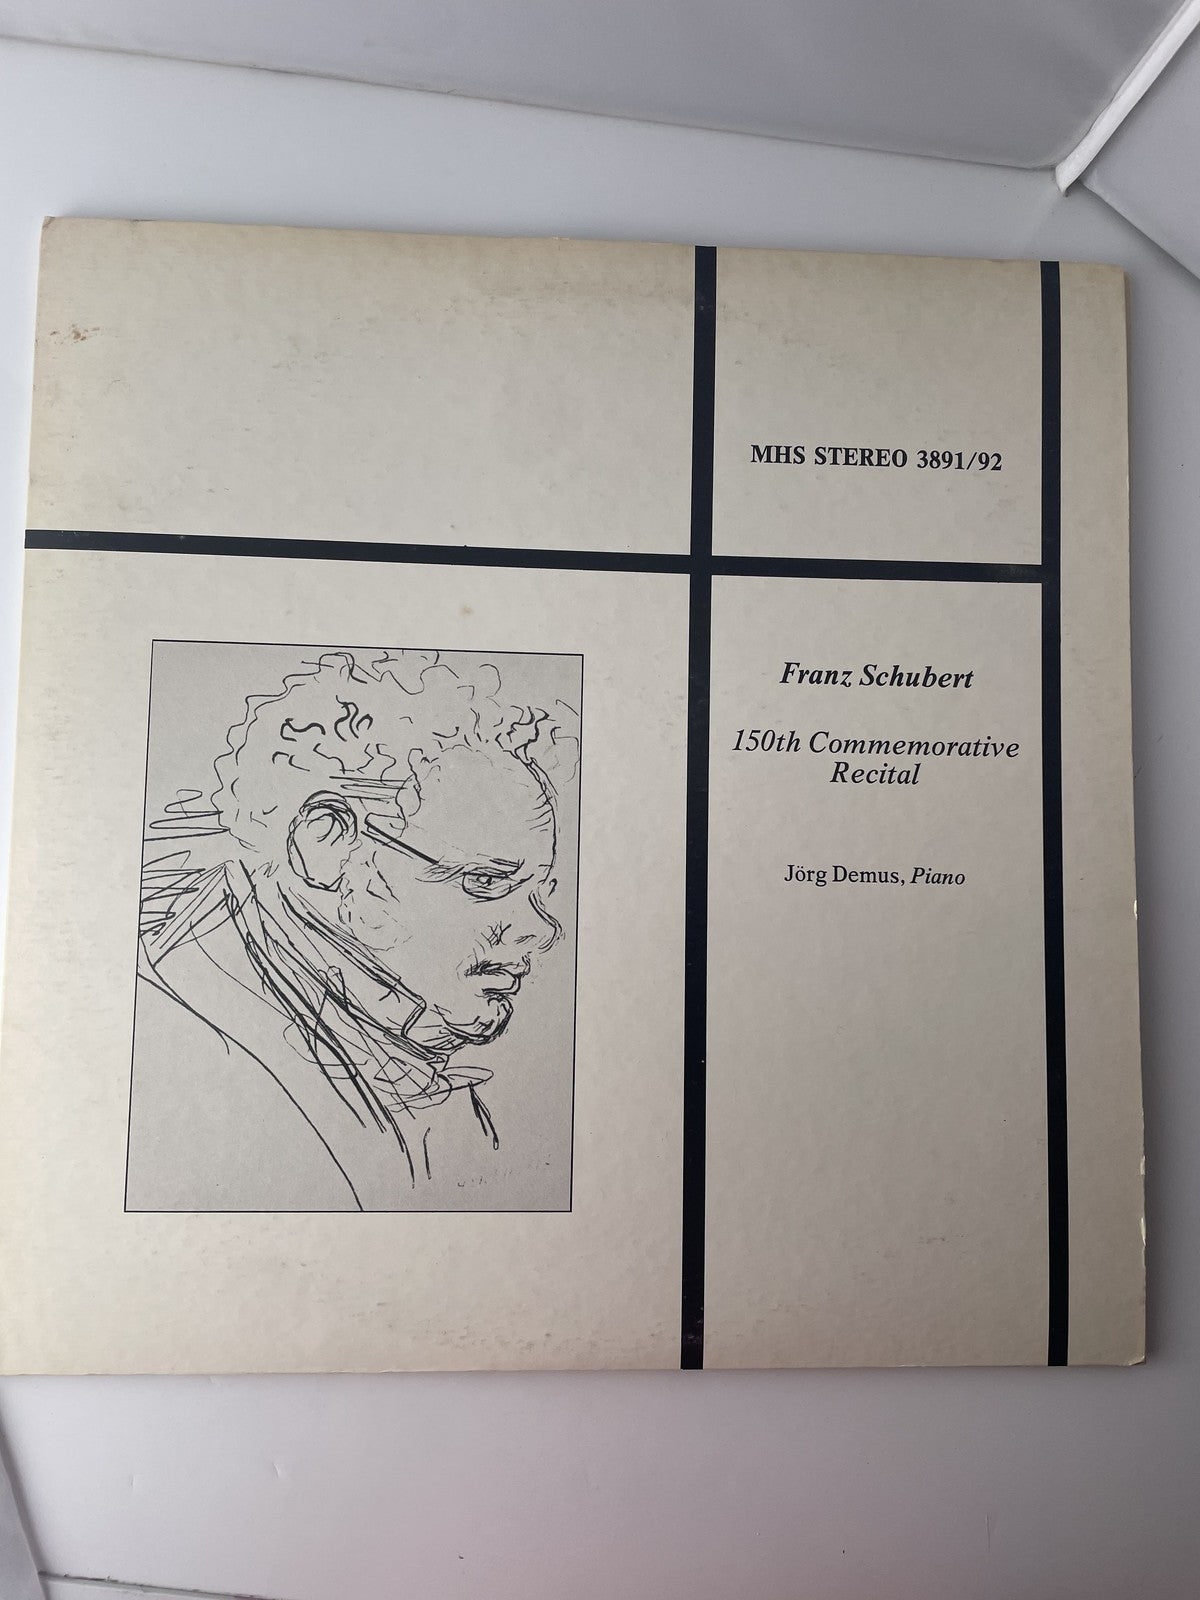 MHS STEREO 3891/92
Franz Schubert
150th Commemorative
Recital
Jörg Demus, Piano